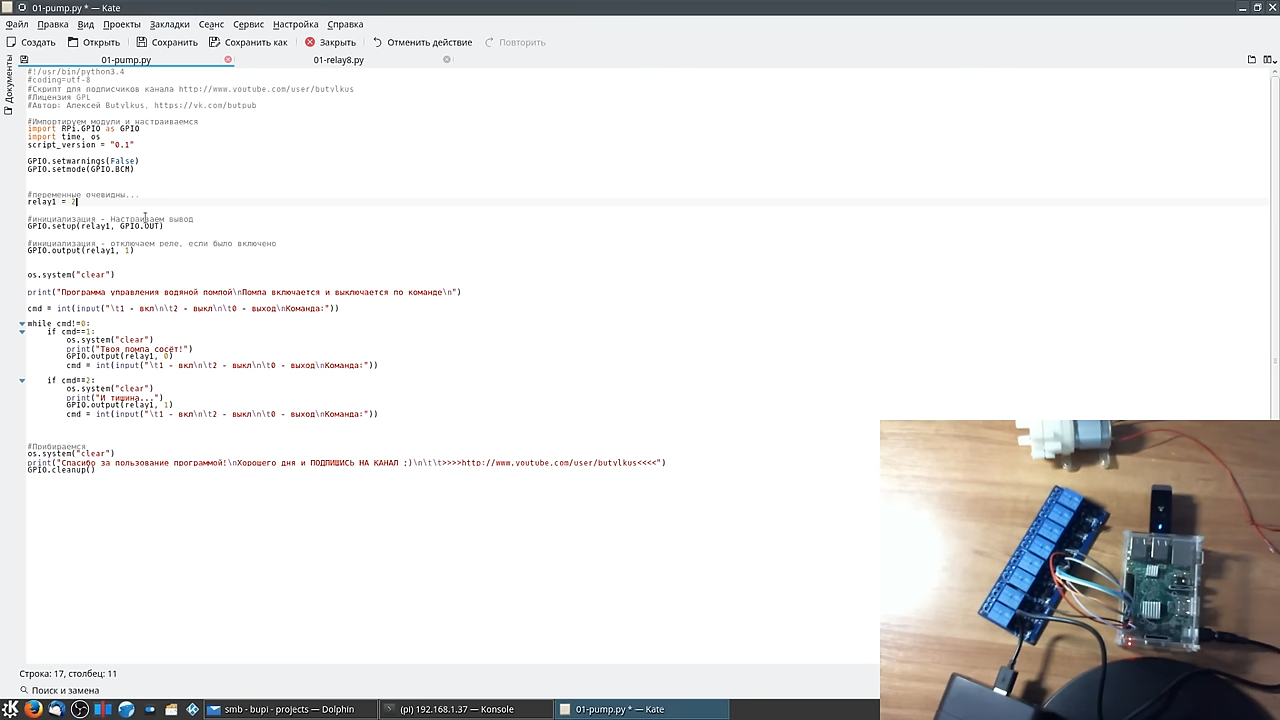 01-pump.py * — Kate
Файл Правка Вид Проекты Закладки Сеанс Сервис Настройка Справка
Создать Открыть Сохранить Сохранить как Закрыть Отменить действие Повторить
01-pump.py 01-relay8.py
Документы
#!/usr/bin/python3.4
#coding=utf-8
#Скрипт для подписчиков канала http://www.youtube.com/user/butylkus
#Лицензия GPL
#Автор: Алексей Butylkus, https://vk.com/butpub
#Импортируем модули и настраиваемся
import RPi.GPIO as GPIO
import time, os
script_version = "0.1"
GPIO.setwarnings(False)
GPIO.setmode(GPIO.BCM)
#переменные очевидны...
relay1 = 2
#инициализация - Настраиваем вывод
GPIO.setup(relay1, GPIO.OUT)
#инициализация - отключаем реле, если было включено
GPIO.output(relay1, 1)
os.system("clear")
print("Программа управления водяной помпой\nПомпа включается и выключается по команде\n")
cmd = int(input("\t1 - вкл\n\t2 - выкл\n\t0 - выход\nКоманда:"))
while cmd!=0:
if cmd==1:
os.system("clear")
print("Твоя помпа сосёт!")
GPIO.output(relay1, 0)
cmd = int(input("\t1 - вкл\n\t2 - выкл\n\t0 - выход\nКоманда:"))
if cmd==2:
os.system("clear")
print("И тишина...")
GPIO.output(relay1, 1)
cmd = int(input("\t1 - вкл\n\t2 - выкл\n\t0 - выход\nКоманда:"))
#Прибираемся
os.system("clear")
print("Спасибо за пользование программой!\nХорошего дня и ПОДПИШИСЬ НА КАНАЛ ;)\n\t\t>>>>http://www.youtube.com/user/butylkus<<<<")
GPIO.cleanup()
Строка: 17, столбец: 11
Поиск и замена
smb - bupi - projects — Dolphin (pi) 192.168.1.37 — Konsole 01-pump.py * — Kate